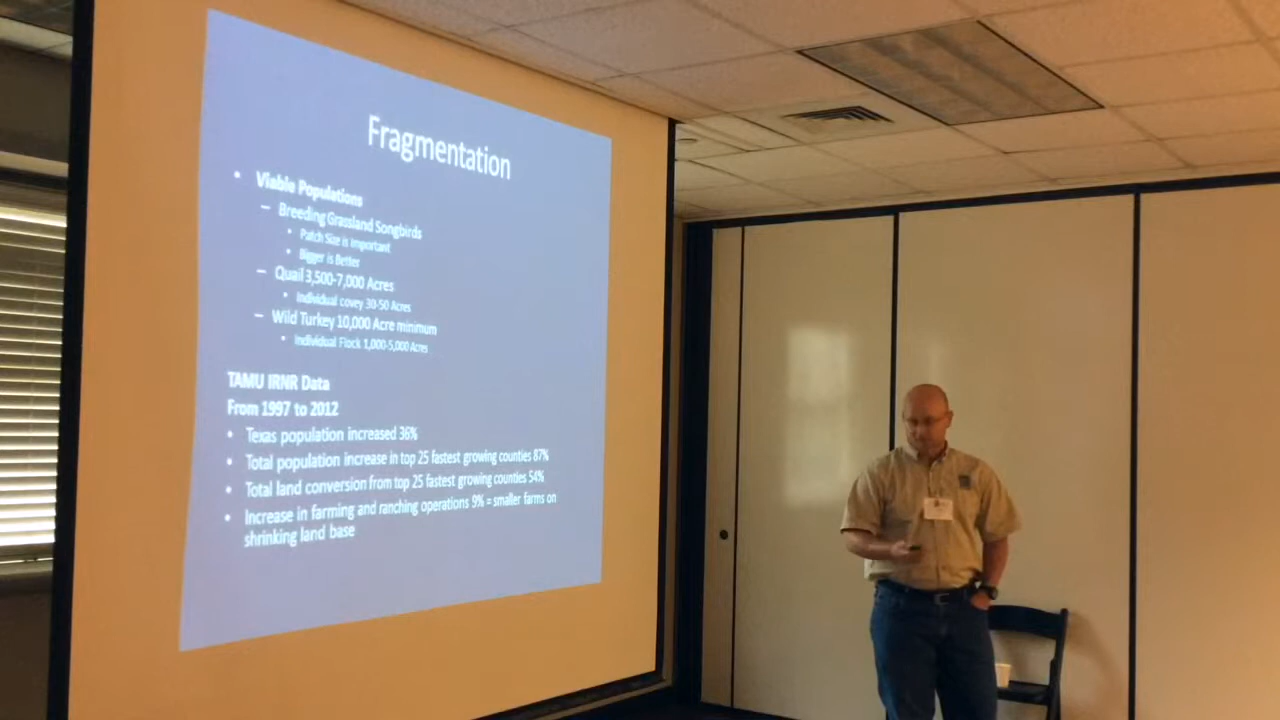 Fragmentation
• Viable Populations
– Breeding Grassland Songbirds
• Patch Size is Important
• Bigger is Better
– Quail 3,500-7,000 Acres
• Individual covey 30-50 Acres
– Wild Turkey 10,000 Acre minimum
• Individual Flock 1,000-5,000 Acres
TAMU IRNR Data
From 1997 to 2012
• Texas population increased 36%
• Total population increase in top 25 fastest growing counties 87%
• Total land conversion from top 25 fastest growing counties 54%
• Increase in farming and ranching operations 9% = smaller farms on
shrinking land base